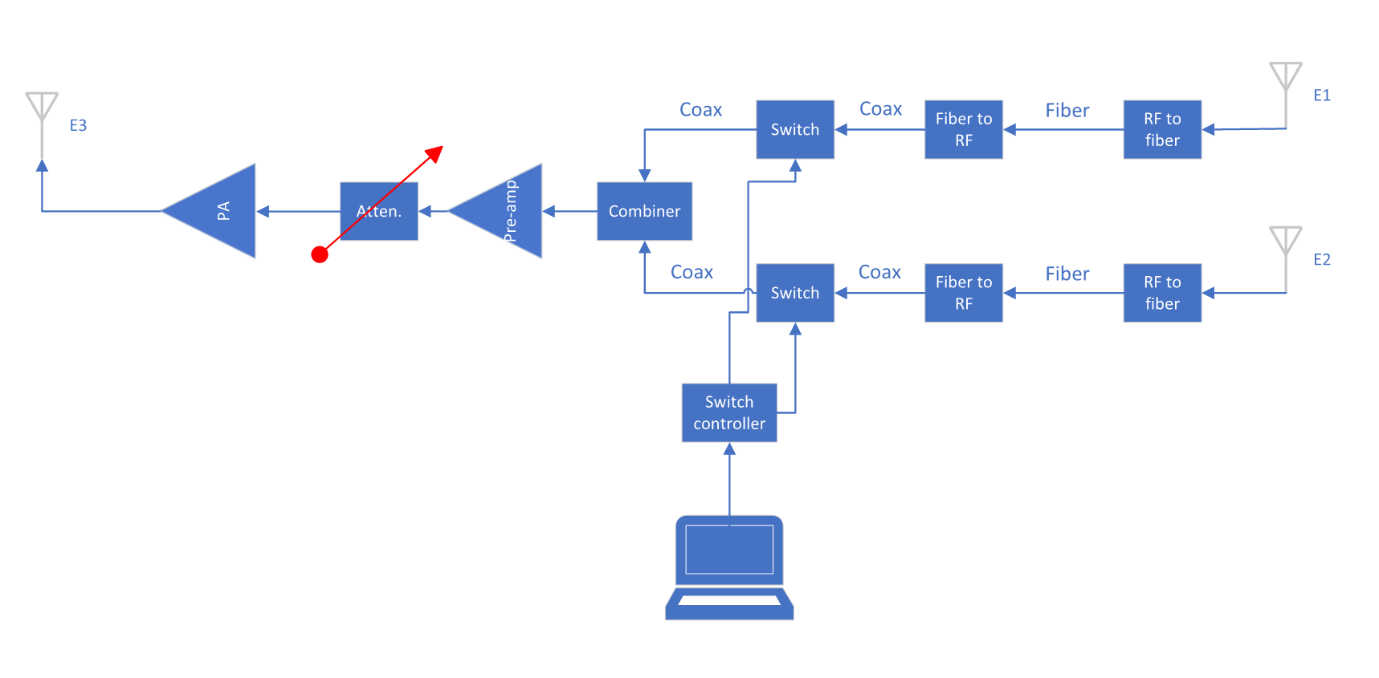 E3
PA
Atten.
Pre-amp
Combiner
Coax
Switch
Coax
Fiber to
RF
Fiber
RF to
fiber
E1
Coax
Switch
Coax
Fiber to
RF
Fiber
RF to
fiber
E2
Switch
controller